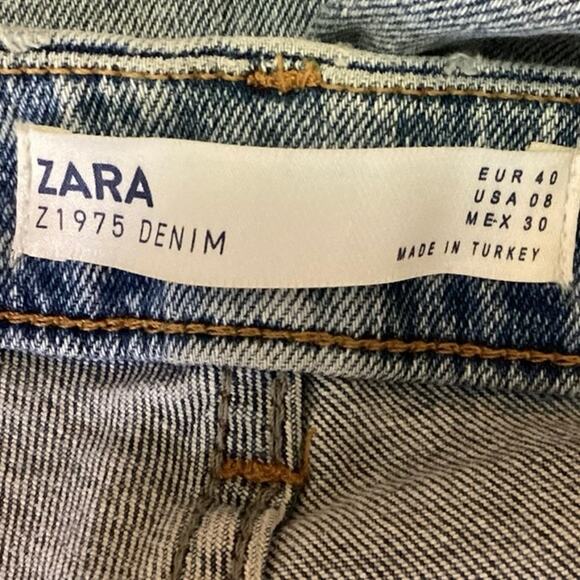 ZARA
Z1975 DENIM
EUR 40
USA 08
MEX 30
MADE IN TURKEY